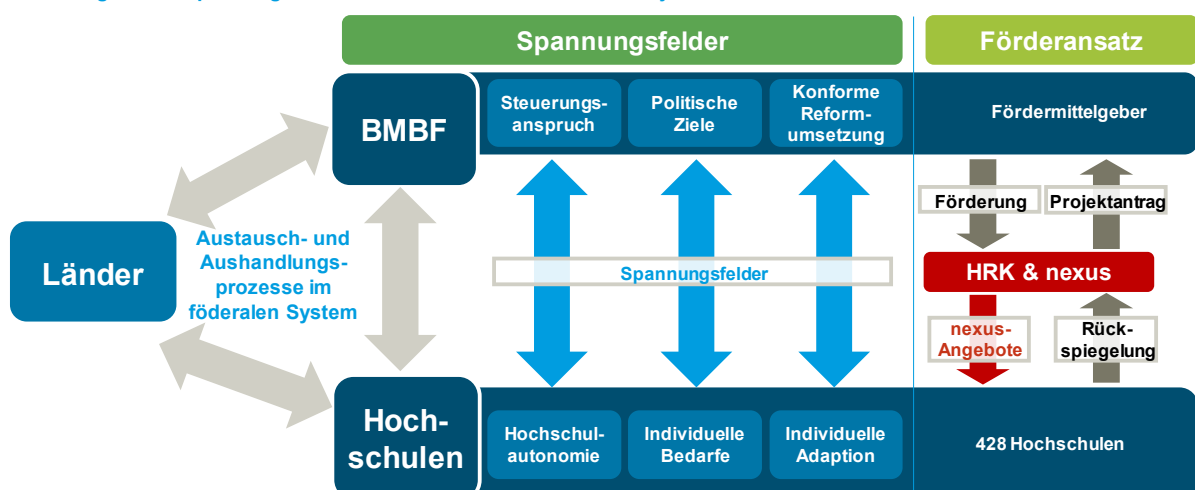 Spannungsfelder
Förderansatz
BMBF
Steuerungs-
anspruch
Politische
Ziele
Konforme
Reform-
umsetzung
Fördermittelgeber
Länder
Austausch- und
Aushandlungs-
prozesse im
föderalen System
Spannungsfelder
Förderung
Projektantrag
HRK & nexus
nexus-
Angebote
Rück-
spiegelung
Hoch-
schulen
Hochschul-
autonomie
Individuelle
Bedarfe
Individuelle
Adaption
428 Hochschulen